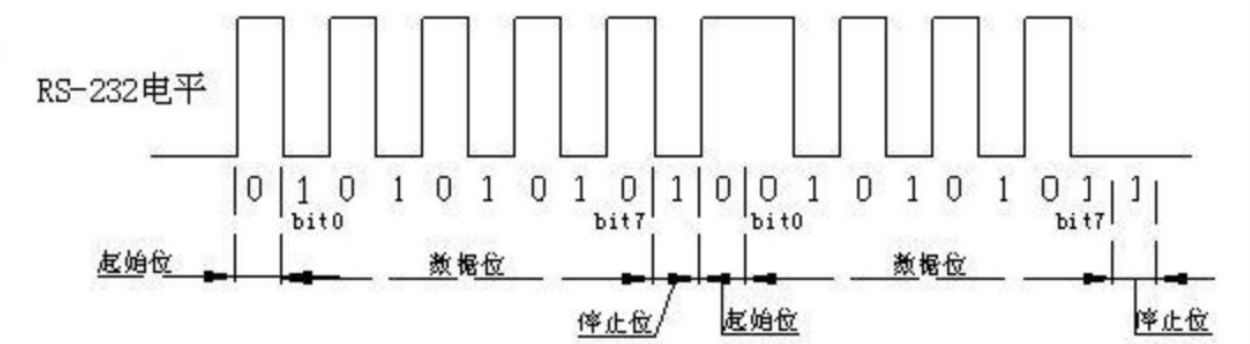 RS-232电平
0 1 0 1 0 1 0 1 0 1 0 0 1 0 1 0 1 0 1 1
bit0 bit7 bit0 bit7
起始位 数据位 数据位
停止位 起始位 停止位